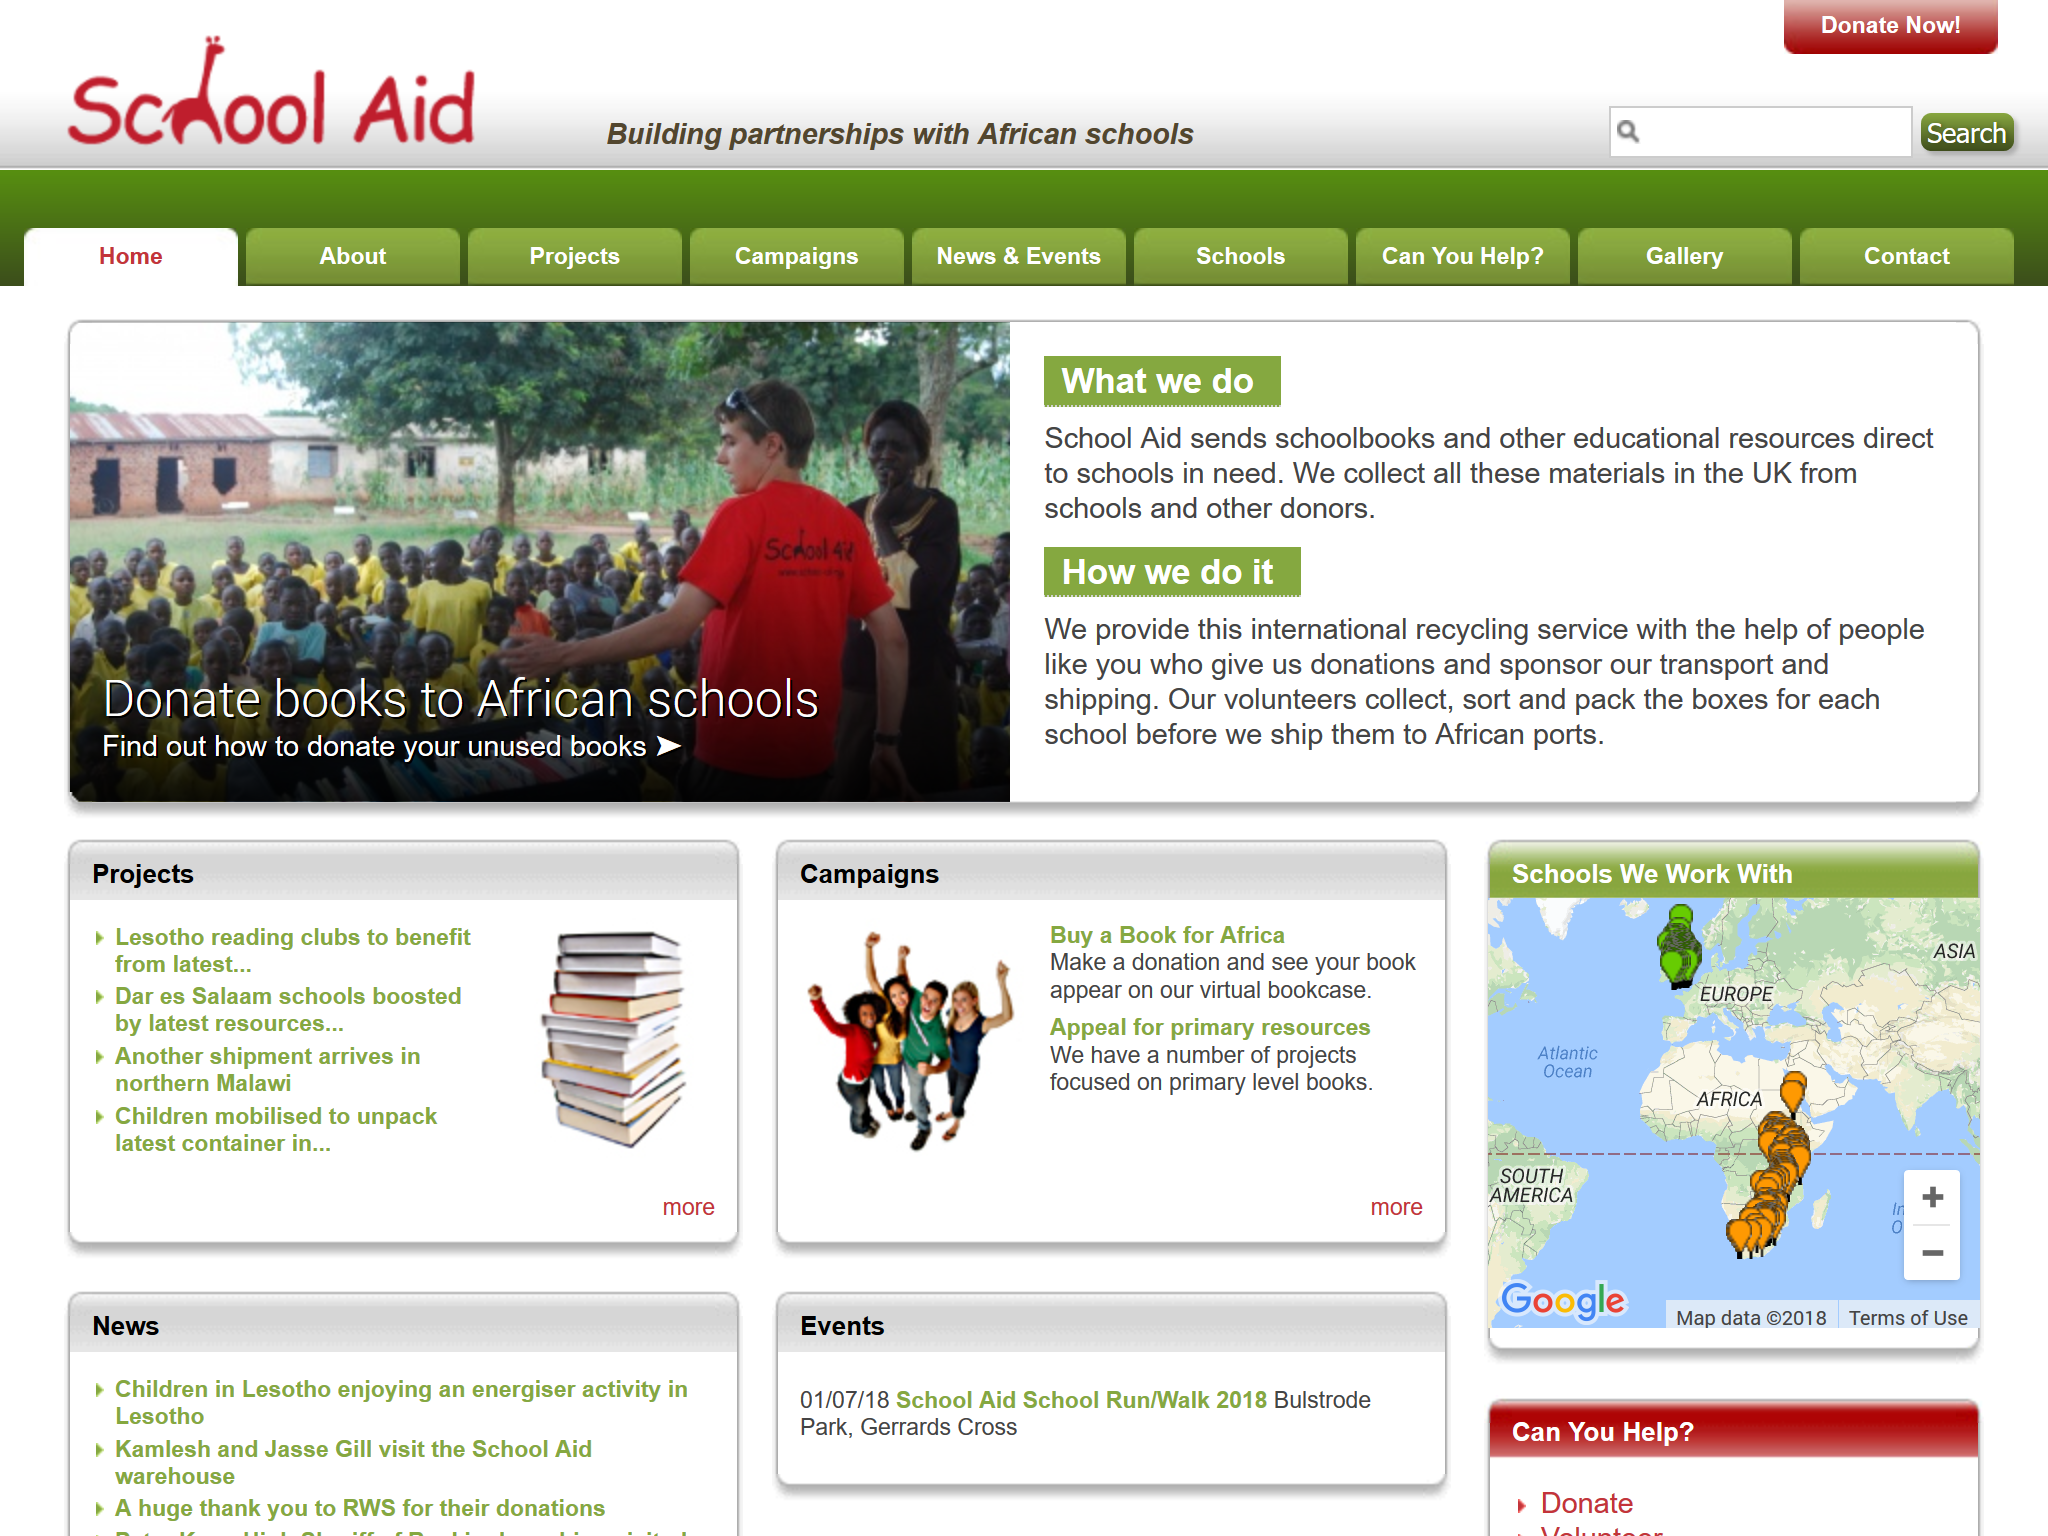 Donate Now!
School Aid
Building partnerships with African schools
Search
Home
About
Projects
Campaigns
News & Events
Schools
Can You Help?
Gallery
Contact
School Aid
Donate books to African schools
Find out how to donate your unused books ➤
What we do
School Aid sends schoolbooks and other educational resources direct
to schools in need. We collect all these materials in the UK from
schools and other donors.
How we do it
We provide this international recycling service with the help of people
like you who give us donations and sponsor our transport and
shipping. Our volunteers collect, sort and pack the boxes for each
school before we ship them to African ports.
Projects
Lesotho reading clubs to benefit
from latest...
Dar es Salaam schools boosted
by latest resources...
Another shipment arrives in
northern Malawi
Children mobilised to unpack
latest container in...
more
Campaigns
Buy a Book for Africa
Make a donation and see your book
appear on our virtual bookcase.
Appeal for primary resources
We have a number of projects
focused on primary level books.
more
Schools We Work With
ASIA
EUROPE
Atlantic
Ocean
AFRICA
SOUTH
AMERICA
Google
Map data ©2018
Terms of Use
News
Children in Lesotho enjoying an energiser activity in
Lesotho
Kamlesh and Jasse Gill visit the School Aid
warehouse
A huge thank you to RWS for their donations
Events
01/07/18 School Aid School Run/Walk 2018 Bulstrode
Park, Gerrards Cross
Can You Help?
Donate
Volunteer